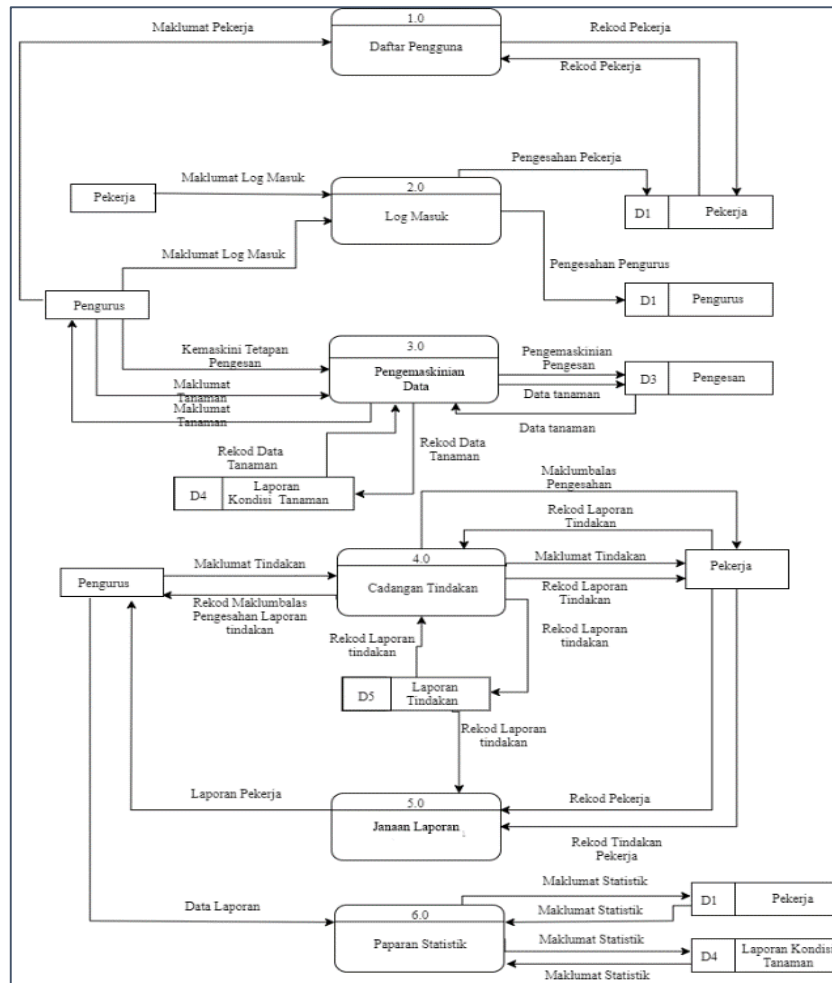 1.0
Maklumat Pekerja
Daftar Pengguna
Rekod Pekerja
Rekod Pekerja
Pengesahan Pekerja
Maklumat Log Masuk
2.0
Pekerja
Log Masuk
D1
Pekerja
Maklumat Log Masuk
Pengesahan Pengurus
Pengurus
D1
Pengurus
3.0
Kemaskini Tetapan
Pengesan
Pengemaskinian
Data
Pengemaskinian
Pengesan
D3
Pengesan
Maklumat
Tanaman
Data tanaman
Maklumat
Tanaman
Data tanaman
Rekod Data
Tanaman
Rekod Data
Tanaman
D4
Laporan
Kondisi Tanaman
Maklumbalas
Pengesahan
Rekod Laporan
Tindakan
4.0
Maklumat Tindakan
Maklumat Tindakan
Pengurus
Cadangan Tindakan
Pekerja
Rekod Maklumbalas
Pengesahan Laporan
tindakan
Rekod Laporan
Tindakan
Rekod Laporan
tindakan
Rekod Laporan
tindakan
D5
Laporan
Tindakan
Rekod Laporan
tindakan
Laporan Pekerja
5.0
Rekod Pekerja
Janaan Laporan
Rekod Tindakan
Pekerja
Maklumat Statistik
D1
Pekerja
Data Laporan
6.0
Maklumat Statistik
Paparan Statistik
Maklumat Statistik
D4
Laporan Kondisi
Tanaman
Maklumat Statistik